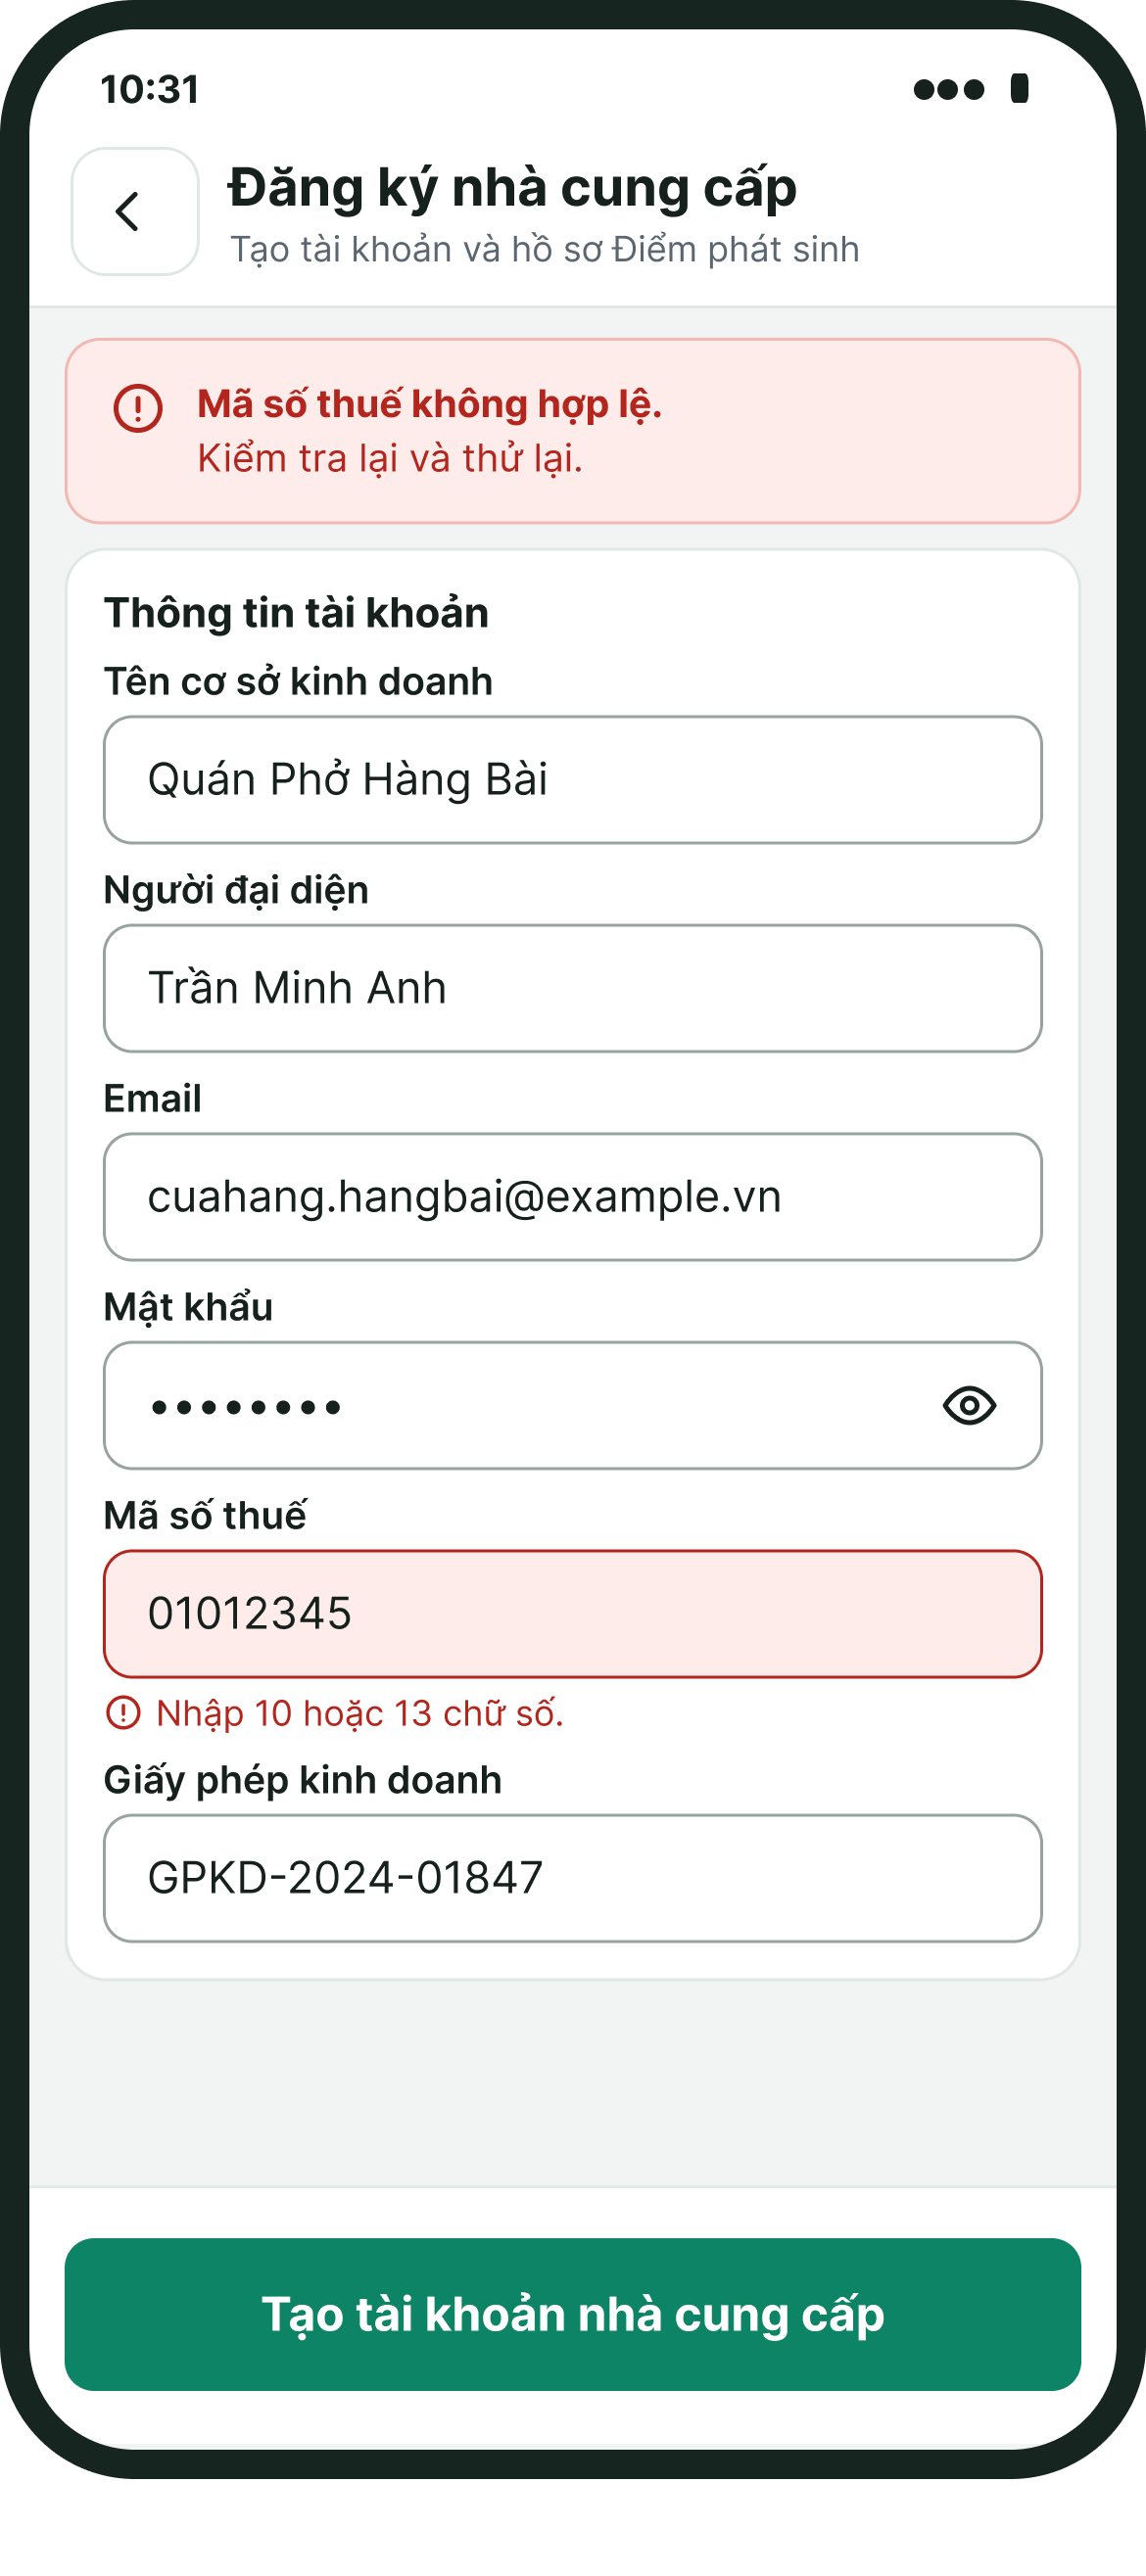 10:31
Đăng ký nhà cung cấp
Tạo tài khoản và hồ sơ Điểm phát sinh
Mã số thuế không hợp lệ.
Kiểm tra lại và thử lại.
Thông tin tài khoản
Tên cơ sở kinh doanh
Quán Phở Hàng Bài
Người đại diện
Trần Minh Anh
Email
cuahang.hangbai@example.vn
Mật khẩu
••••••••
Mã số thuế
01012345
Nhập 10 hoặc 13 chữ số.
Giấy phép kinh doanh
GPKD-2024-01847
Tạo tài khoản nhà cung cấp